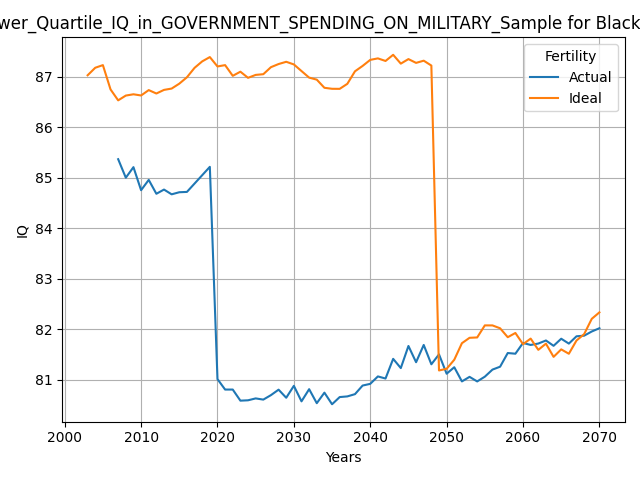 wer_Quartile_IQ_in_GOVERNMENT_SPENDING_ON_MILITARY_Sample for Black
Fertility
Actual
Ideal
87
86
85
84
83
82
81
IQ
2000 2010 2020 2030 2040 2050 2060 2070
Years